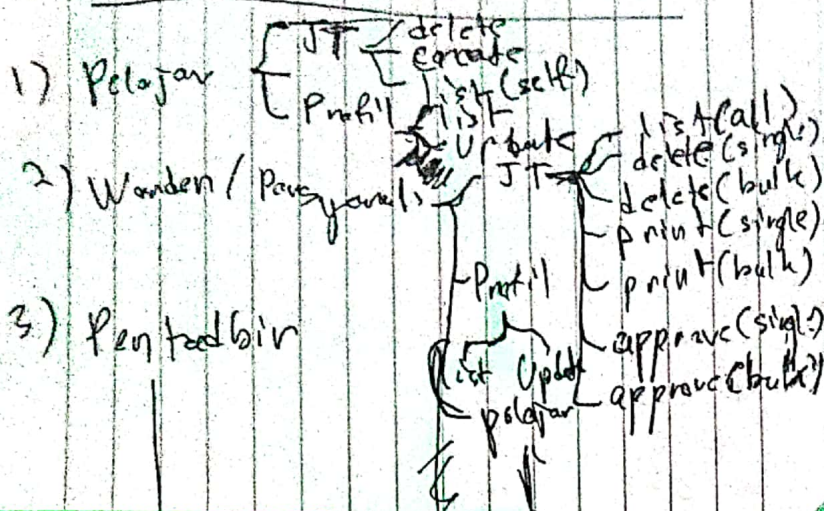 1) Pelajar
JT
delete
create
list (self)
Profil
list
Update
2) Warden / Pensyarah
JT
list (all)
delete (single)
delete (bulk)
print (single)
print (bulk)
approve (single)
approve (bulk)
Profil
list Update
pelajar
3) Pentadbir